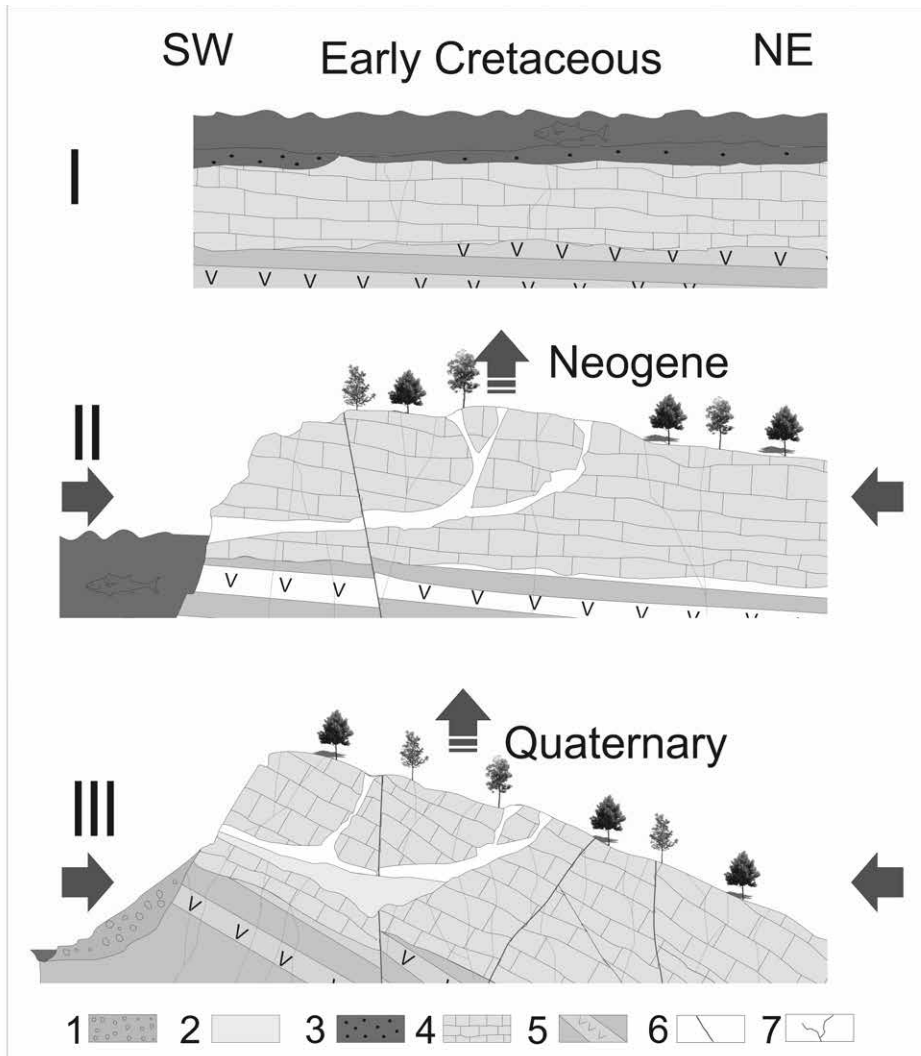 SW Early Cretaceous NE
I
V V V V V V V V V
V V V V V V V V V
Neogene
II
V V V V V V V V V V V
Quaternary
III
V V V V V V V V
1 2 3 4 5 6 7